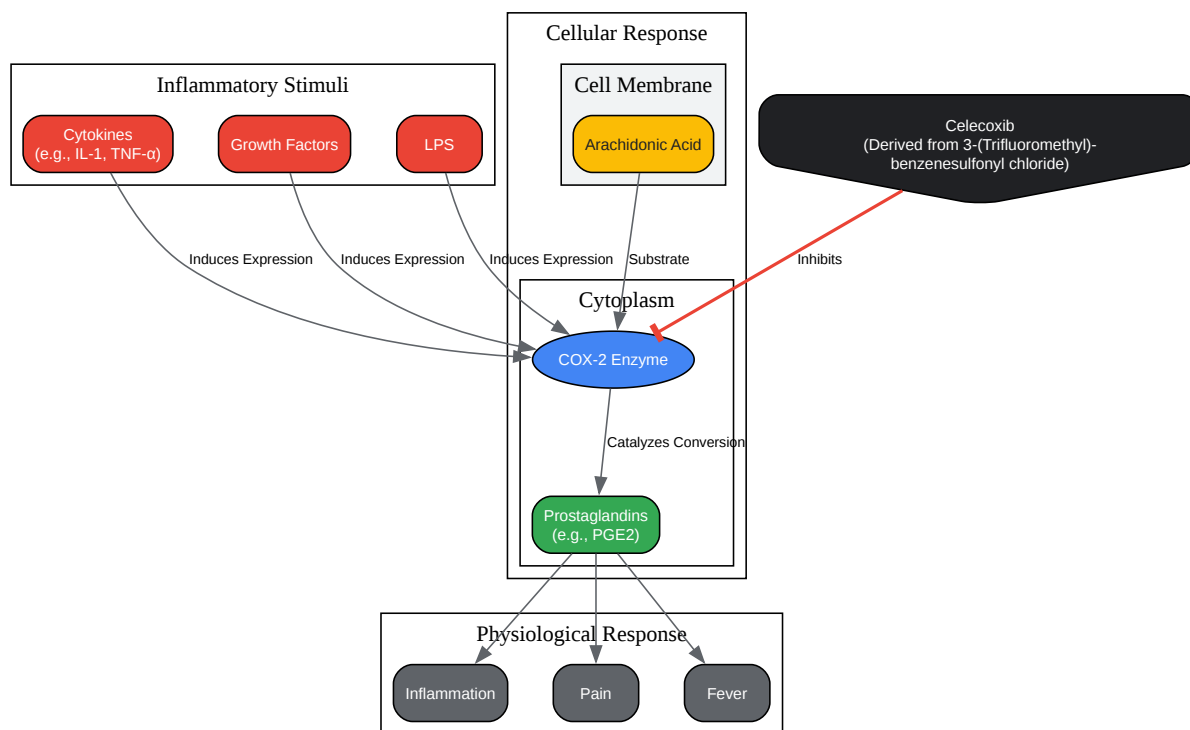 Cellular Response
Inflammatory Stimuli
Cell Membrane
Cytokines
(e.g., IL-1, TNF-α)
Growth Factors
LPS
Arachidonic Acid
Celecoxib
(Derived from 3-(Trifluoromethyl)-
benzenesulfonyl chloride)
Induces Expression
Induces Expression
Induces Expression
Substrate
Inhibits
Cytoplasm
COX-2 Enzyme
Catalyzes Conversion
Prostaglandins
(e.g., PGE2)
Physiological Response
Inflammation
Pain
Fever